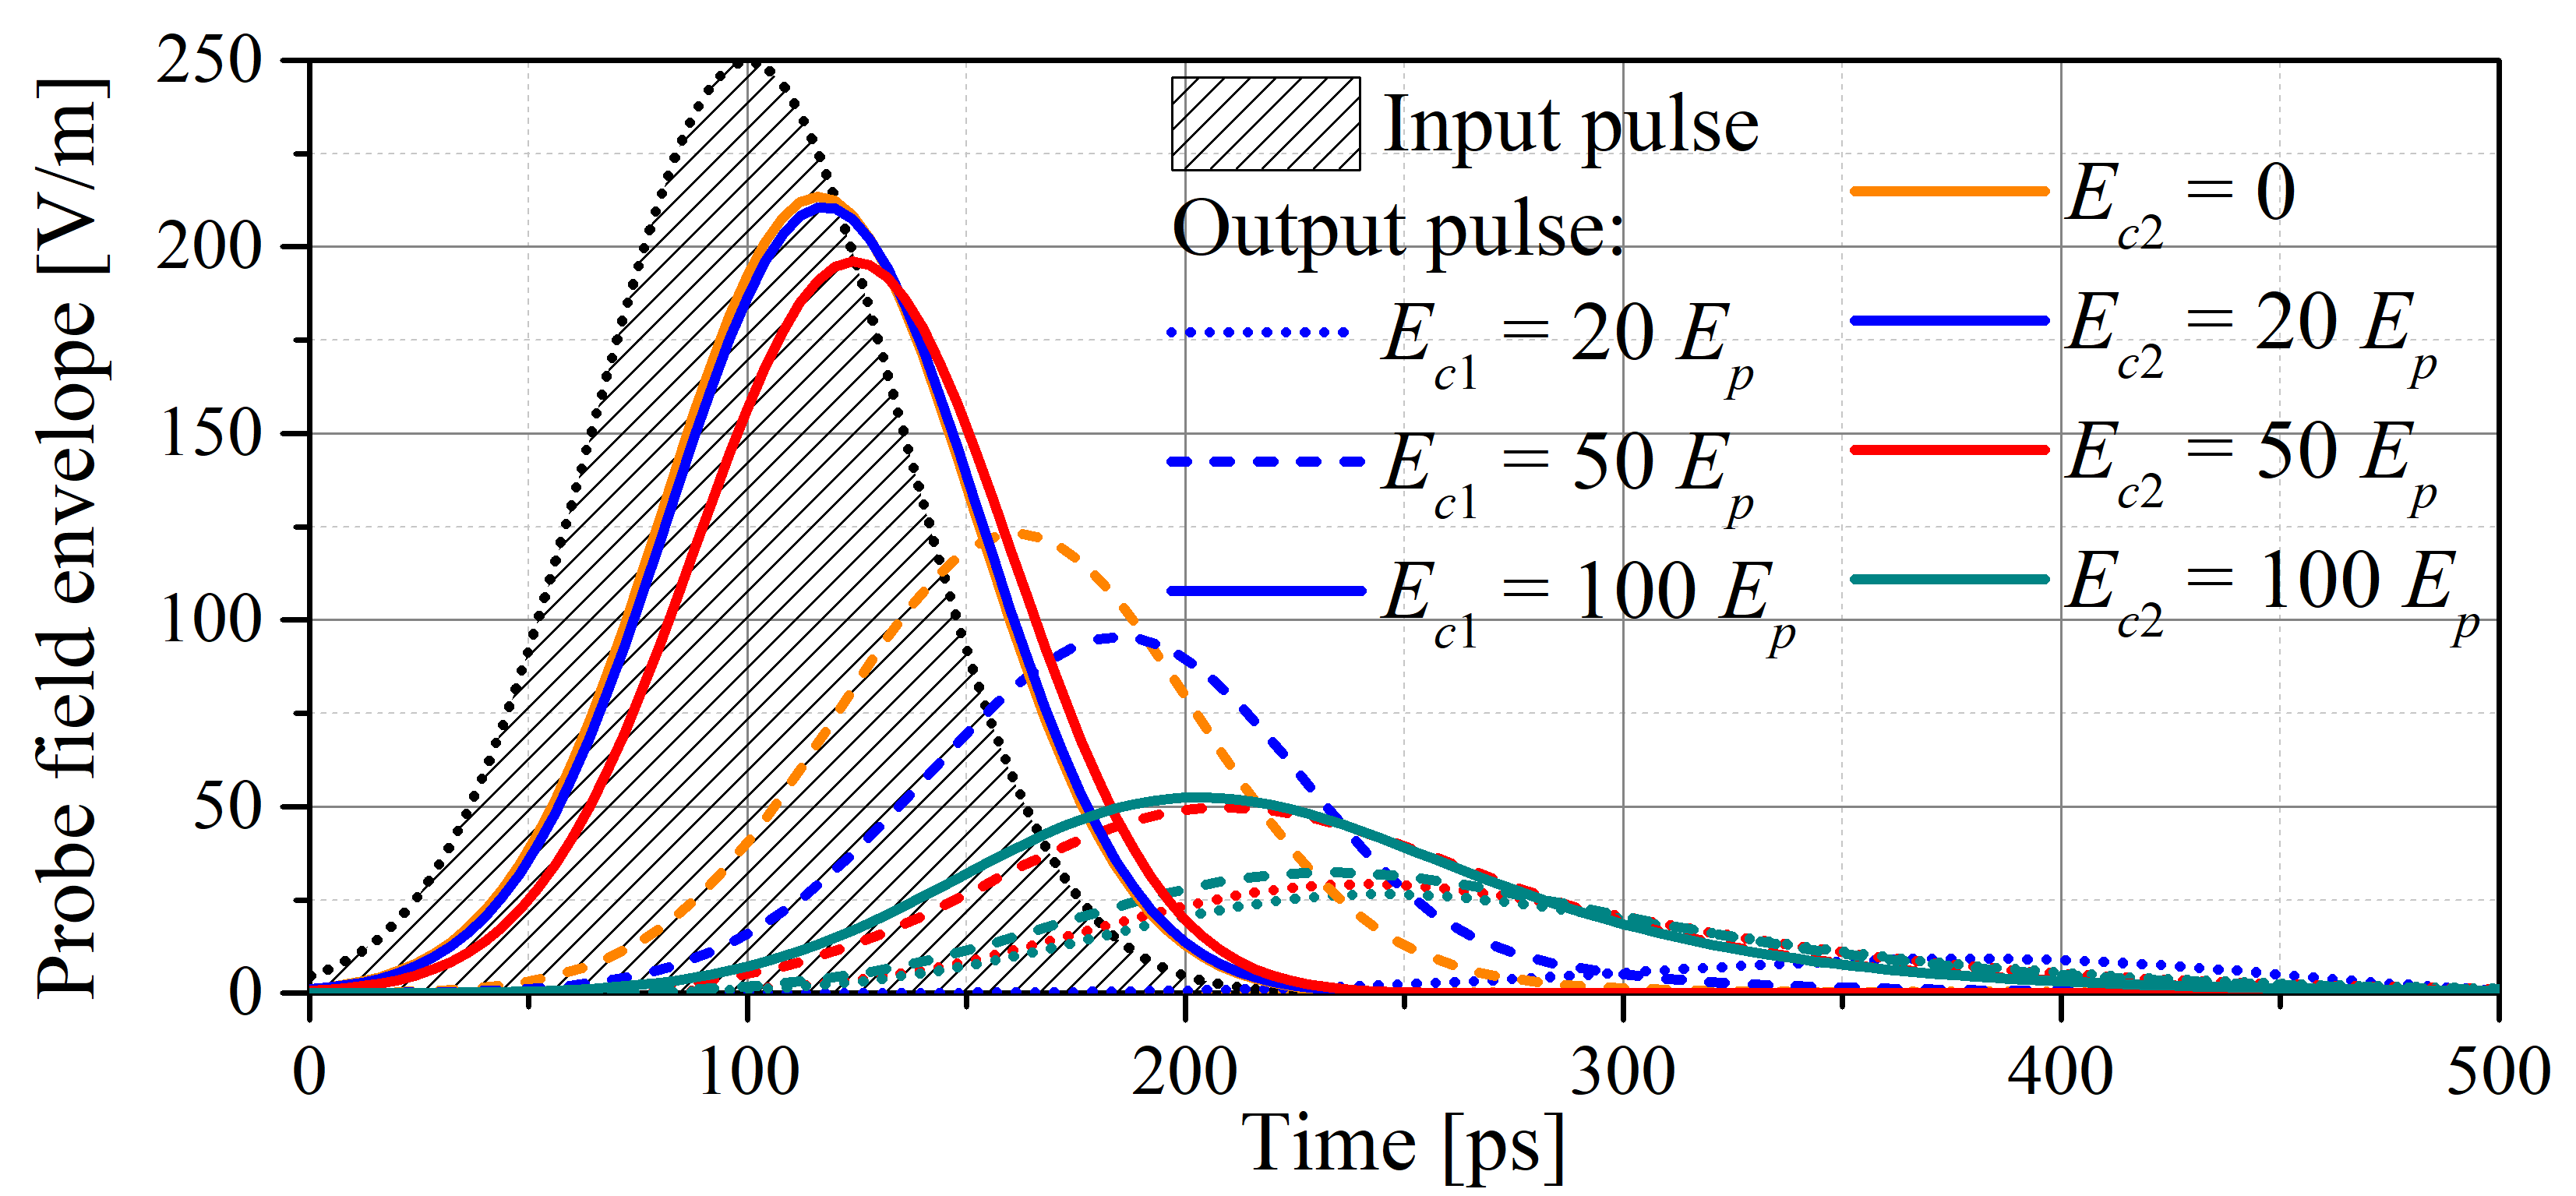 Probe field envelope [V/m]
250
200
150
100
50
0
Input pulse
Output pulse:
E_c1 = 20 E_p
E_c1 = 50 E_p
E_c1 = 100 E_p
E_c2 = 0
E_c2 = 20 E_p
E_c2 = 50 E_p
E_c2 = 100 E_p
0 100 200 300 400 500
Time [ps]